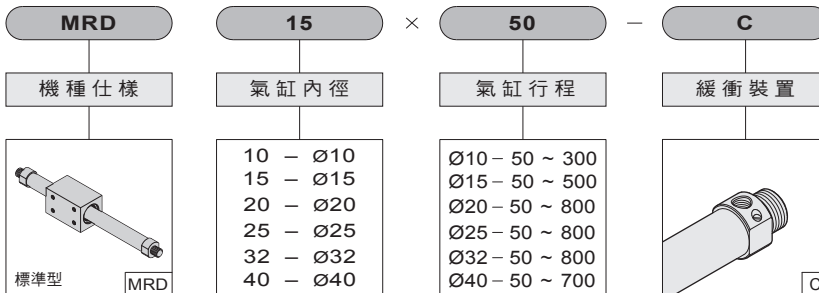 MRD 15 × 50 – C
機種仕樣 氣缸內徑 氣缸行程 緩衝裝置
10 – Ø10
15 – Ø15
20 – Ø20
25 – Ø25
32 – Ø32
40 – Ø40
Ø10 – 50 ~ 300
Ø15 – 50 ~ 500
Ø20 – 50 ~ 800
Ø25 – 50 ~ 800
Ø32 – 50 ~ 800
Ø40 – 50 ~ 700
標準型 MRD
C